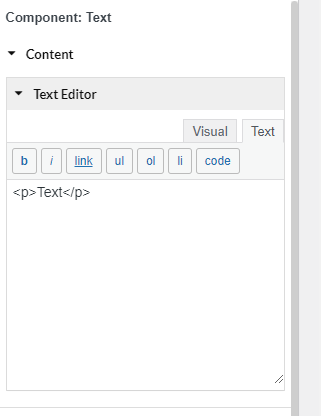 Component: Text
Content
Text Editor
Visual Text
b i link ul ol li code
<p>Text</p>